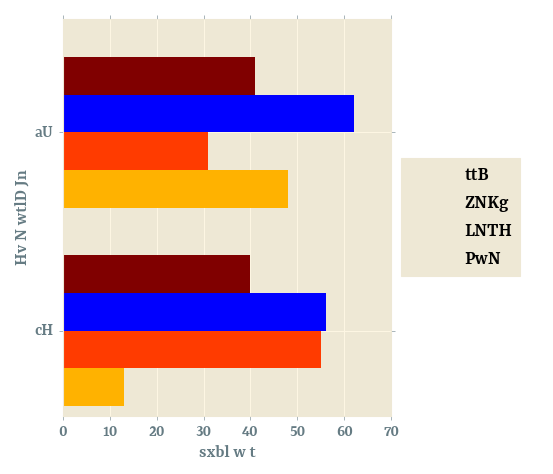 aU
cH
Hv N wtlD Jn
0 10 20 30 40 50 60 70
sxbl w t
ttB
ZNKg
LNTH
PwN